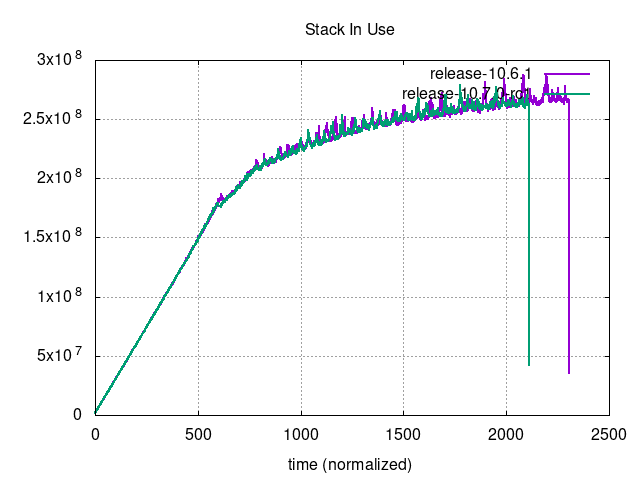 Stack In Use
3x10^8
release-10.6.1
release-10.7.0-rc1
2.5x10^8
2x10^8
1.5x10^8
1x10^8
5x10^7
0
0 500 1000 1500 2000 2500
time (normalized)